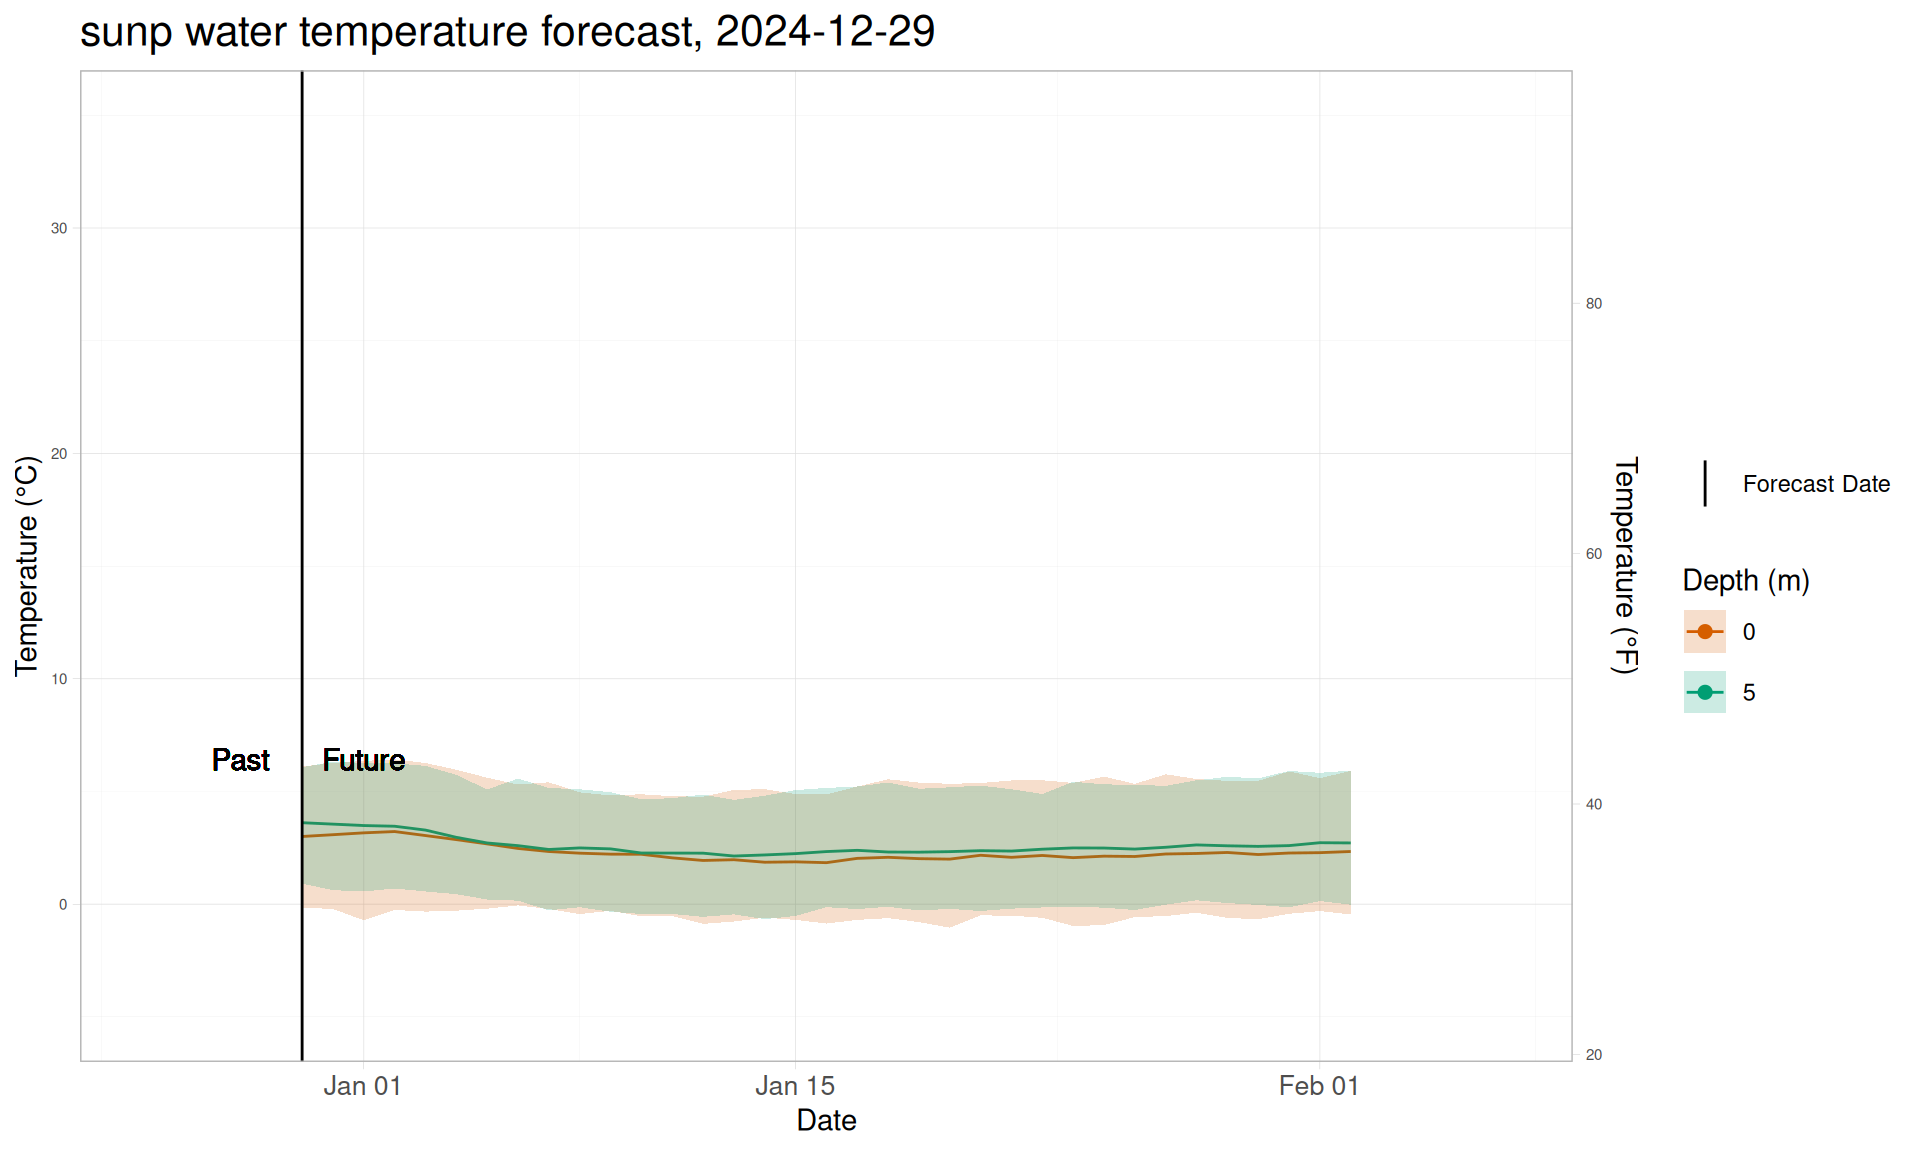 sunp water temperature forecast, 2024-12-29
Temperature (°C)
30
20
10
0
Past
Future
Jan 01
Jan 15
Feb 01
Date
80
60
40
20
Temperature (°F)
Forecast Date
Depth (m)
0
5